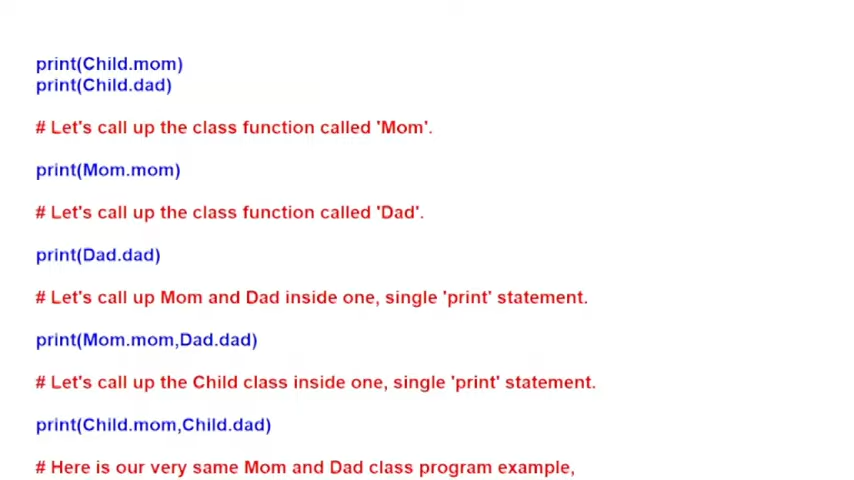 print(Child.mom)
print(Child.dad)
# Let's call up the class function called 'Mom'.
print(Mom.mom)
# Let's call up the class function called 'Dad'.
print(Dad.dad)
# Let's call up Mom and Dad inside one, single 'print' statement.
print(Mom.mom,Dad.dad)
# Let's call up the Child class inside one, single 'print' statement.
print(Child.mom,Child.dad)
# Here is our very same Mom and Dad class program example,